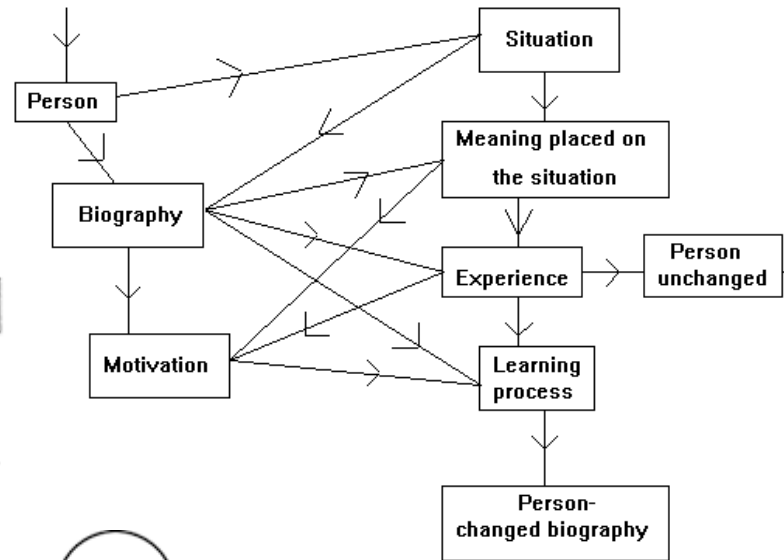 Situation
Person
Meaning placed on
the situation
Biography
Experience
Person
unchanged
Motivation
Learning
process
Person-
changed biography